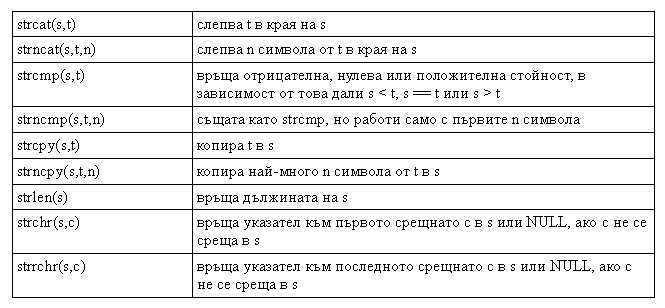 strcat(s,t) слепва t в края на s
strncat(s,t,n) слепва n символа от t в края на s
strcmp(s,t) връща отрицателна, нулева или положителна стойност, в
зависимост от това дали s < t, s == t или s > t
strncmp(s,t,n) същата като strcmp, но работи само с първите n символа
strcpy(s,t) копира t в s
strncpy(s,t,n) копира най-много n символа от t в s
strlen(s) връща дължината на s
strchr(s,c) връща указател към първото срещнато c в s или NULL, ако c не се
среща в s
strrchr(s,c) връща указател към последното срещнато c в s или NULL, ако c
не се среща в s